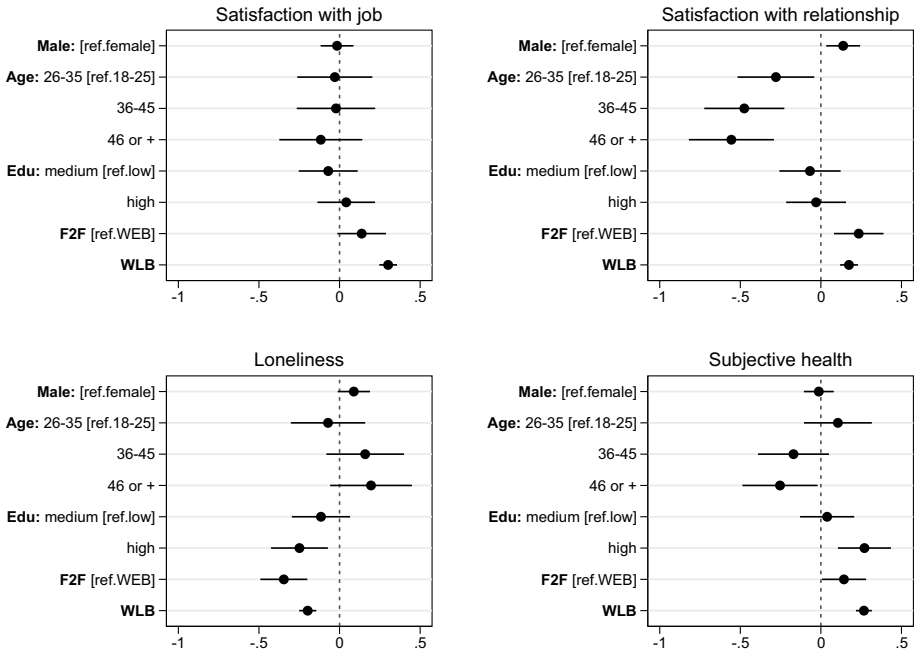 Satisfaction with job
Male: [ref.female]
Age: 26-35 [ref.18-25]
36-45
46 or +
Edu: medium [ref.low]
high
F2F [ref.WEB]
WLB
-1 -.5 0 .5
Satisfaction with relationship
Male: [ref.female]
Age: 26-35 [ref.18-25]
36-45
46 or +
Edu: medium [ref.low]
high
F2F [ref.WEB]
WLB
-1 -.5 0 .5
Loneliness
Male: [ref.female]
Age: 26-35 [ref.18-25]
36-45
46 or +
Edu: medium [ref.low]
high
F2F [ref.WEB]
WLB
-1 -.5 0 .5
Subjective health
Male: [ref.female]
Age: 26-35 [ref.18-25]
36-45
46 or +
Edu: medium [ref.low]
high
F2F [ref.WEB]
WLB
-1 -.5 0 .5